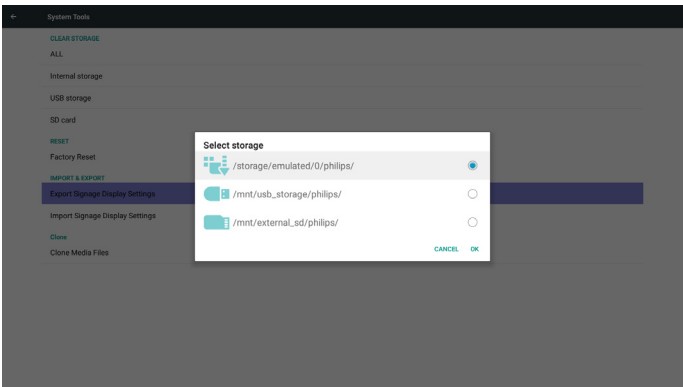 System Tools
CLEAR STORAGE
ALL
Internal storage
USB storage
SD card
RESET
Factory Reset
IMPORT & EXPORT
Export Signage Display Settings
Import Signage Display Settings
Clone
Clone Media Files
Select storage
/storage/emulated/0/philips/
/mnt/usb_storage/philips/
/mnt/external_sd/philips/
CANCEL OK